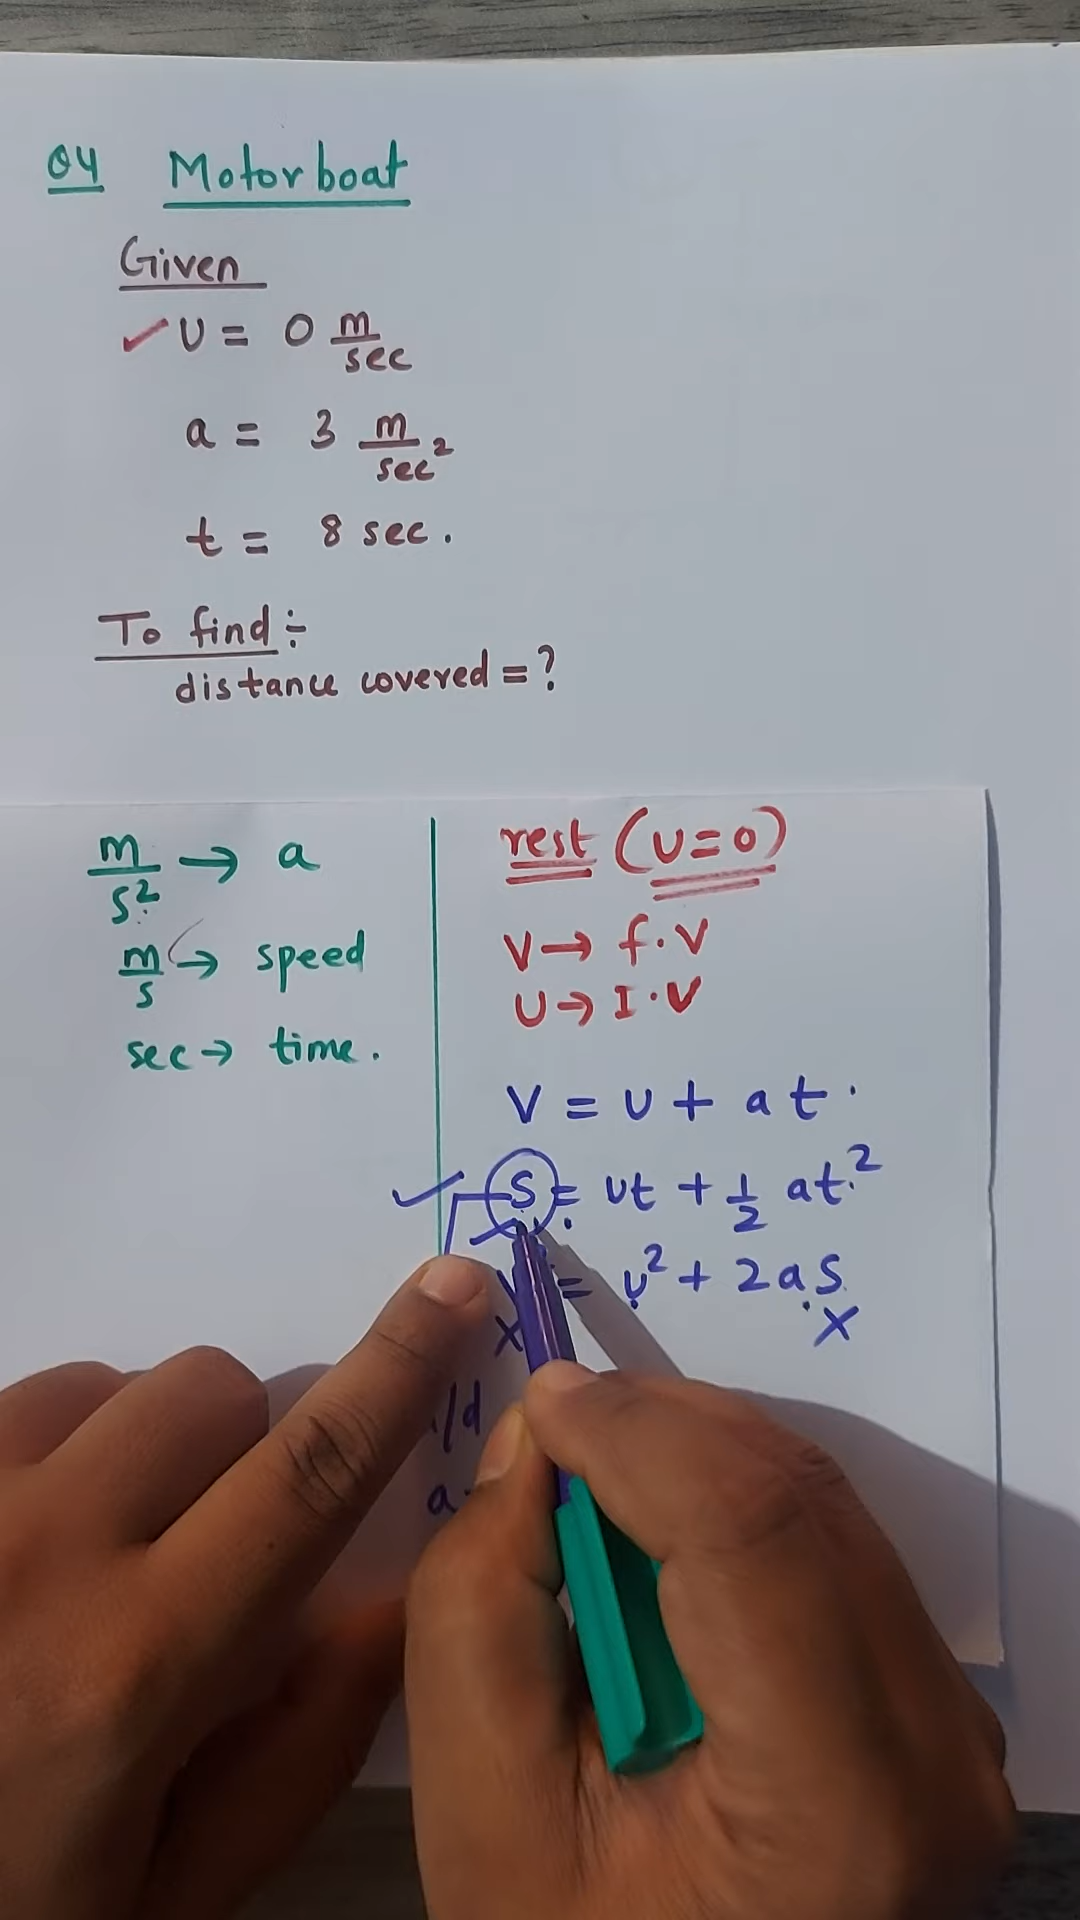 Q4 Motorboat
Given
✓ u = 0 m/sec
a = 3 m/sec²
t = 8 sec.
To find ÷
distance covered = ?
m/s² → a
m/s → speed
sec → time.
rest (u=0)
V → f.V
U → I.V
V = u + at.
✓ S = ut + 1/2 at²
= u² + 2aS
X X
/d
a